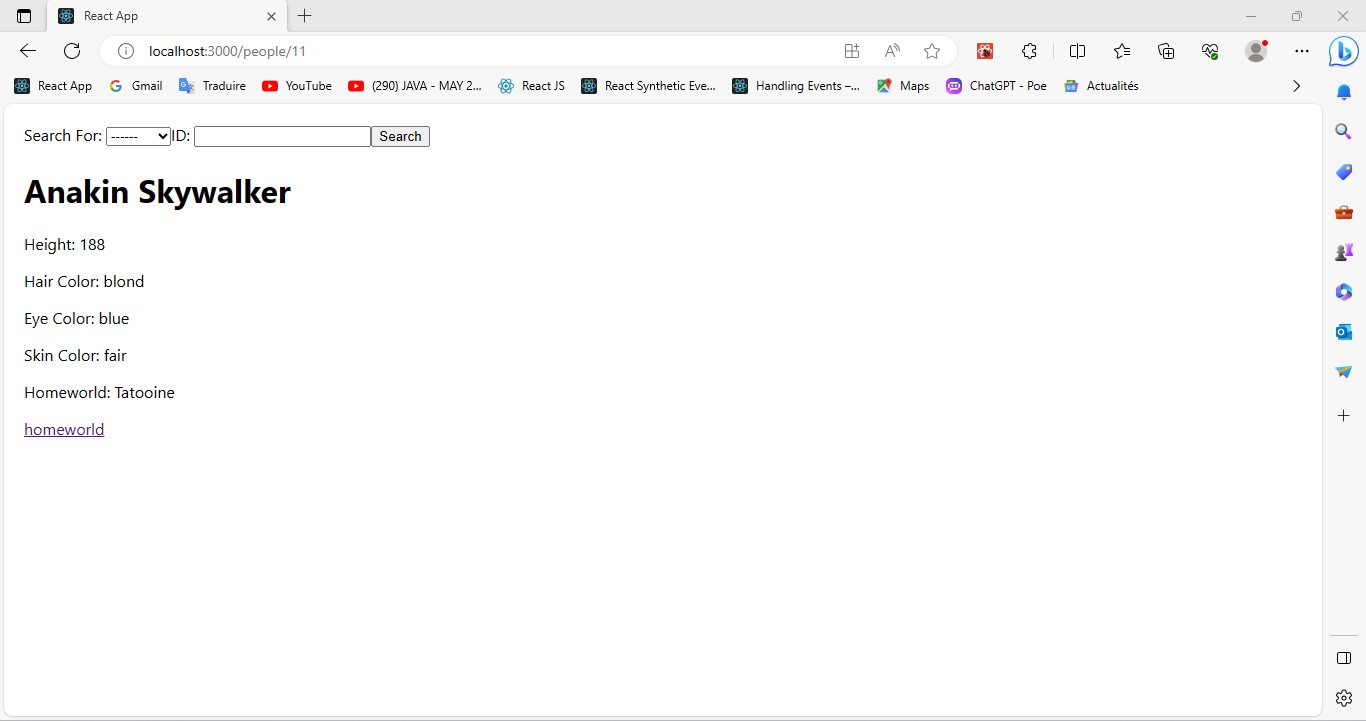 React App
localhost:3000/people/11
React App Gmail Traduire YouTube (290) JAVA - MAY 2... React JS React Synthetic Eve... Handling Events –... Maps ChatGPT - Poe Actualités
Search For: ------ ID: Search
Anakin Skywalker
Height: 188
Hair Color: blond
Eye Color: blue
Skin Color: fair
Homeworld: Tatooine
homeworld